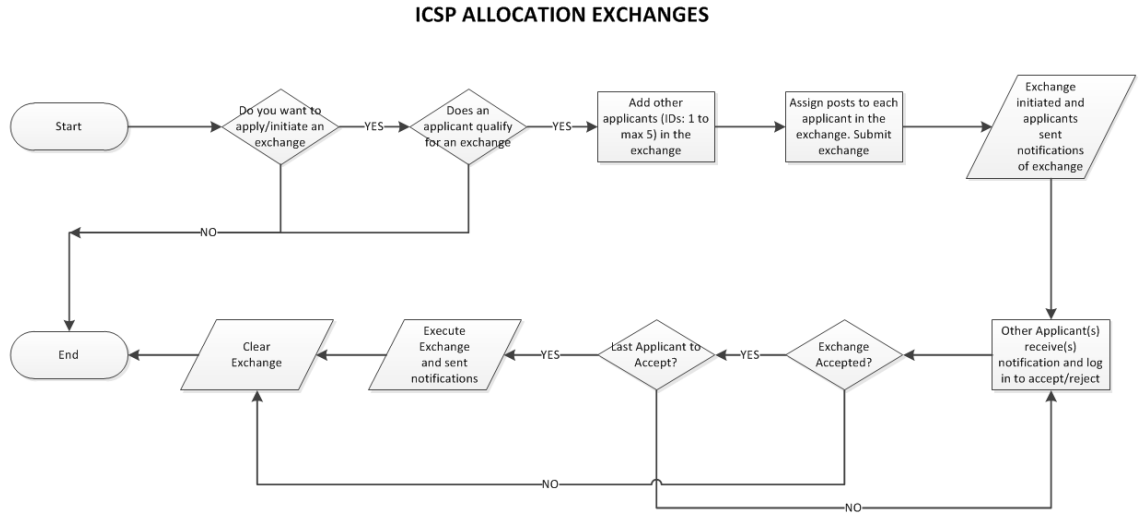 ICSP ALLOCATION EXCHANGES
Start
Do you want to
apply/initiate an
exchange
YES
Does an
applicant qualify
for an exchange
YES
Add other
applicants (IDs: 1 to
max 5) in the
exchange
Assign posts to each
applicant in the
exchange. Submit
exchange
Exchange
initiated and
applicants
sent
notifications
of exchange
NO
End
Clear
Exchange
Execute
Exchange
and sent
notifications
YES
Last Applicant to
Accept?
YES
Exchange
Accepted?
Other Applicant(s)
receive(s)
notification and log
in to accept/reject
NO
NO